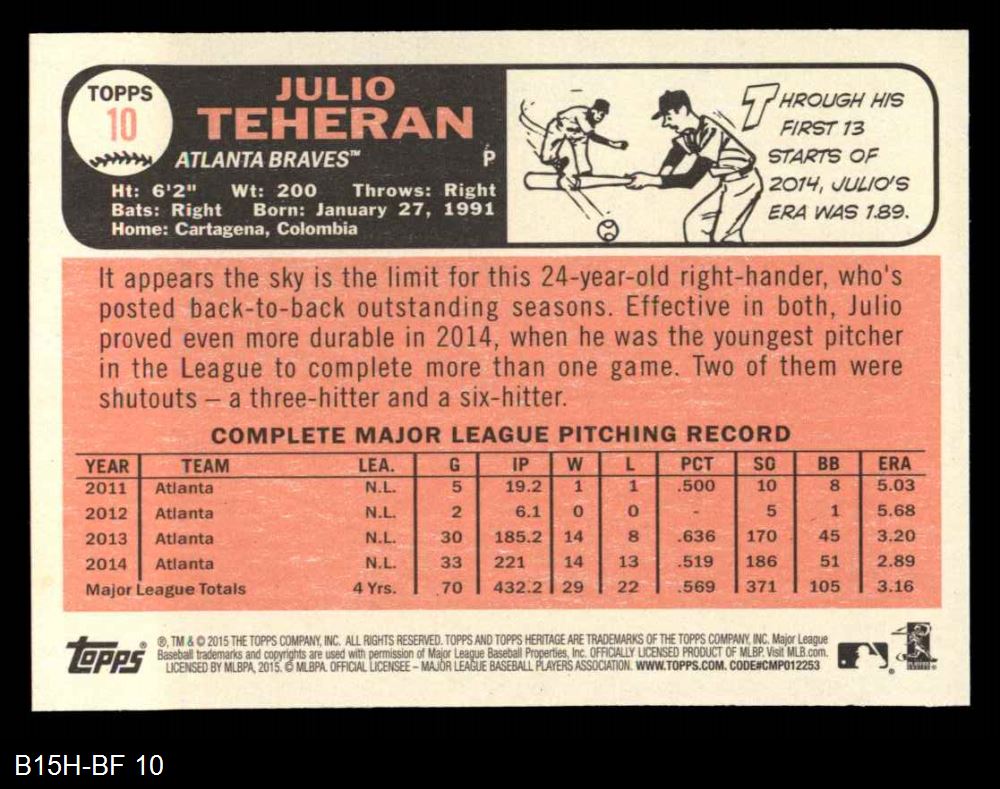 TOPPS
10
JULIO
TEHERAN
ATLANTA BRAVES™ P
Ht: 6'2" Wt: 200 Throws: Right
Bats: Right Born: January 27, 1991
Home: Cartagena, Colombia
THROUGH HIS
FIRST 13
STARTS OF
2014, JULIO'S
ERA WAS 1.89.
It appears the sky is the limit for this 24-year-old right-hander, who's
posted back-to-back outstanding seasons. Effective in both, Julio
proved even more durable in 2014, when he was the youngest pitcher
in the League to complete more than one game. Two of them were
shutouts – a three-hitter and a six-hitter.
COMPLETE MAJOR LEAGUE PITCHING RECORD
YEAR TEAM LEA. G IP W L PCT SO BB ERA
2011 Atlanta N.L. 5 19.2 1 1 .500 10 8 5.03
2012 Atlanta N.L. 2 6.1 0 0 - 5 1 5.68
2013 Atlanta N.L. 30 185.2 14 8 .636 170 45 3.20
2014 Atlanta N.L. 33 221 14 13 .519 186 51 2.89
Major League Totals 4 Yrs. 70 432.2 29 22 .569 371 105 3.16
Topps®
®, TM & © 2015 THE TOPPS COMPANY, INC. ALL RIGHTS RESERVED. TOPPS AND TOPPS HERITAGE ARE TRADEMARKS OF THE TOPPS COMPANY, INC. Major League
Baseball trademarks and copyrights are used with permission of Major League Baseball Properties, Inc. OFFICIALLY LICENSED PRODUCT OF MLBP. Visit MLB.com.
LICENSED BY MLBPA, 2015. © MLBPA. OFFICIAL LICENSEE – MAJOR LEAGUE BASEBALL PLAYERS ASSOCIATION. WWW.TOPPS.COM. CODE#CMP012253
B15H-BF 10